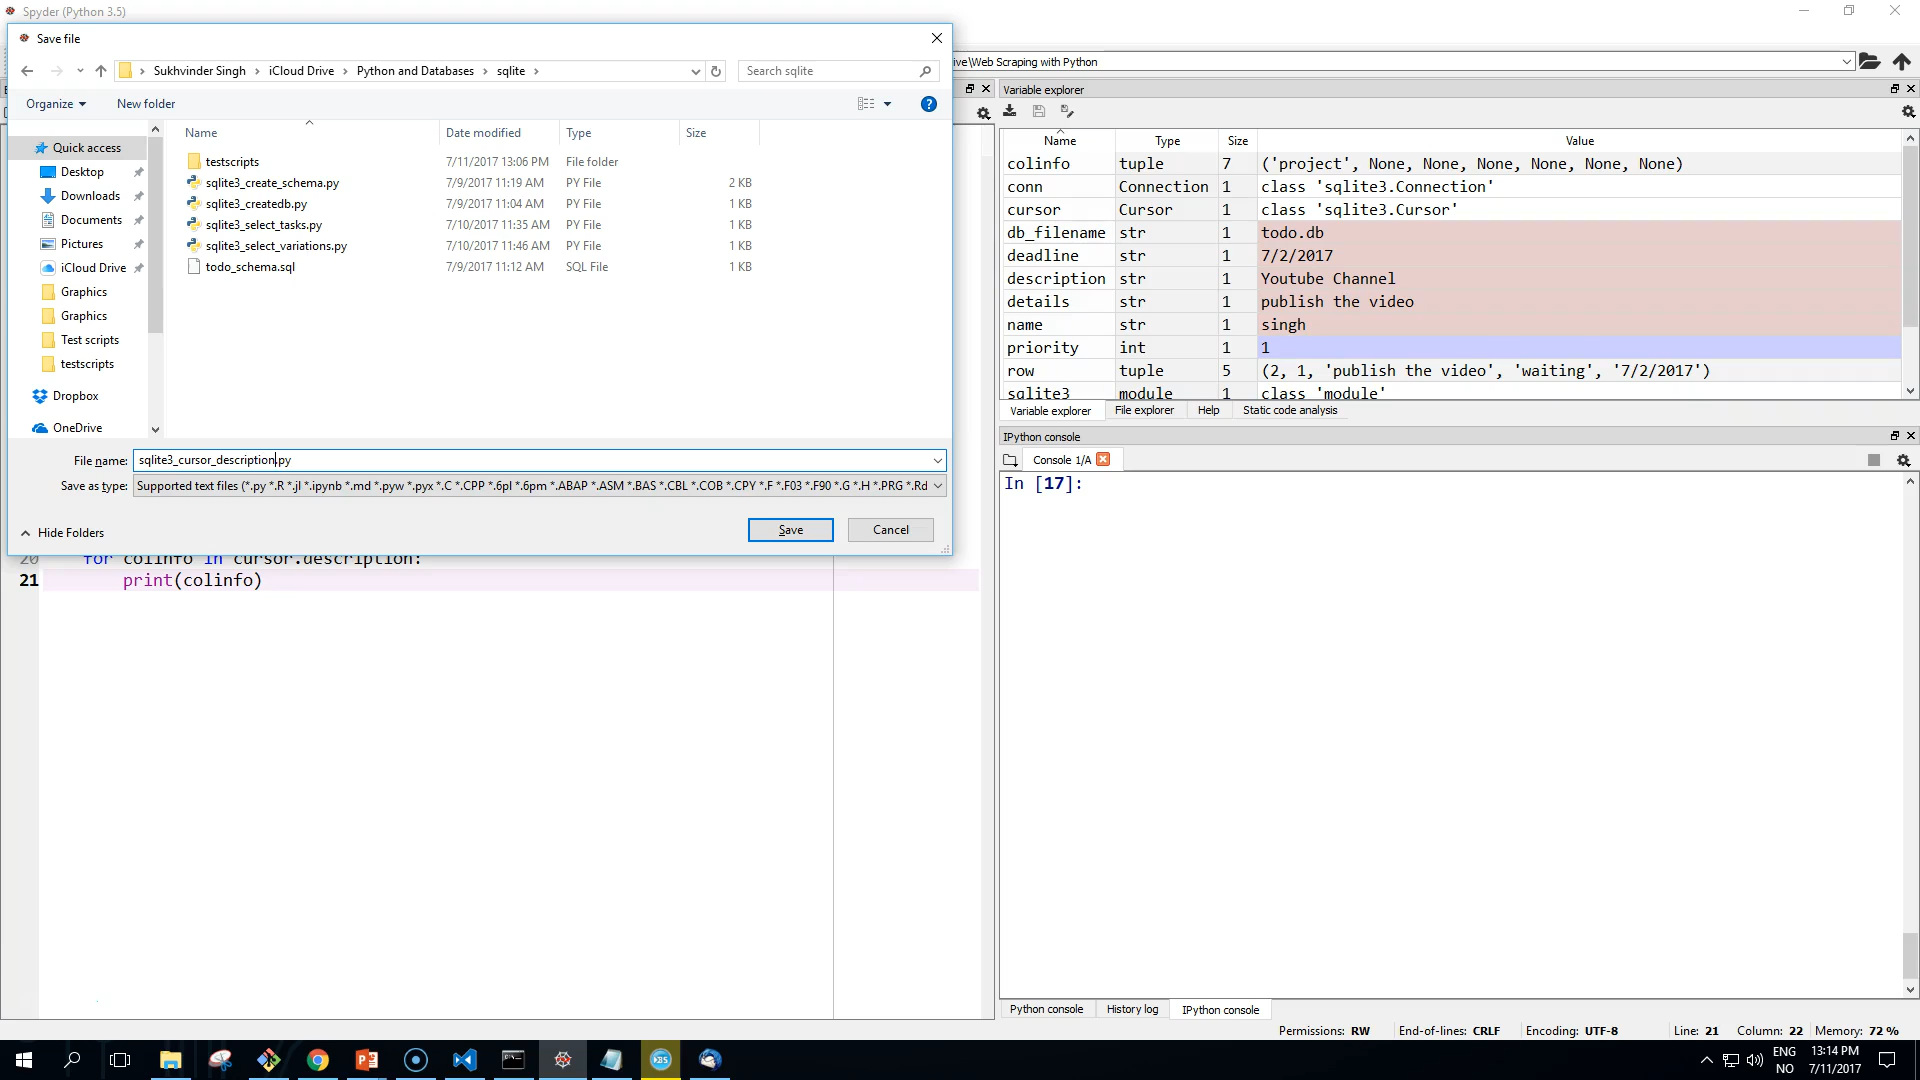 Spyder (Python 3.5)
Save file
Sukhvinder Singh > iCloud Drive > Python and Databases > sqlite >
Search sqlite
ive\Web Scraping with Python
Organize
New folder
Variable explorer
Name Date modified Type Size
Quick access
Desktop
Downloads
Documents
Pictures
iCloud Drive
Graphics
Graphics
Test scripts
testscripts
Dropbox
OneDrive
testscripts 7/11/2017 13:06 PM File folder
sqlite3_create_schema.py 7/9/2017 11:19 AM PY File 2 KB
sqlite3_createdb.py 7/9/2017 11:04 AM PY File 1 KB
sqlite3_select_tasks.py 7/10/2017 11:35 AM PY File 1 KB
sqlite3_select_variations.py 7/10/2017 11:46 AM PY File 1 KB
todo_schema.sql 7/9/2017 11:12 AM SQL File 1 KB
File name: sqlite3_cursor_description.py
Save as type: Supported text files (*.py *.R *.jl *.ipynb *.md *.pyw *.pyx *.C *.CPP *.6pl *.6pm *.ABAP *.ASM *.BAS *.CBL *.COB *.CPY *.F *.F03 *.F90 *.G *.H *.PRG *.Rd
Hide Folders
Save
Cancel
20 for colinfo in cursor.description:
21 print(colinfo)
Name Type Size Value
colinfo tuple 7 ('project', None, None, None, None, None, None)
conn Connection 1 class 'sqlite3.Connection'
cursor Cursor 1 class 'sqlite3.Cursor'
db_filename str 1 todo.db
deadline str 1 7/2/2017
description str 1 Youtube Channel
details str 1 publish the video
name str 1 singh
priority int 1 1
row tuple 5 (2, 1, 'publish the video', 'waiting', '7/2/2017')
sqlite3 module 1 class 'module'
Variable explorer File explorer Help Static code analysis
IPython console
Console 1/A
In [17]:
Python console History log IPython console
Permissions: RW End-of-lines: CRLF Encoding: UTF-8 Line: 21 Column: 22 Memory: 72 %
ENG
NO
13:14 PM
7/11/2017